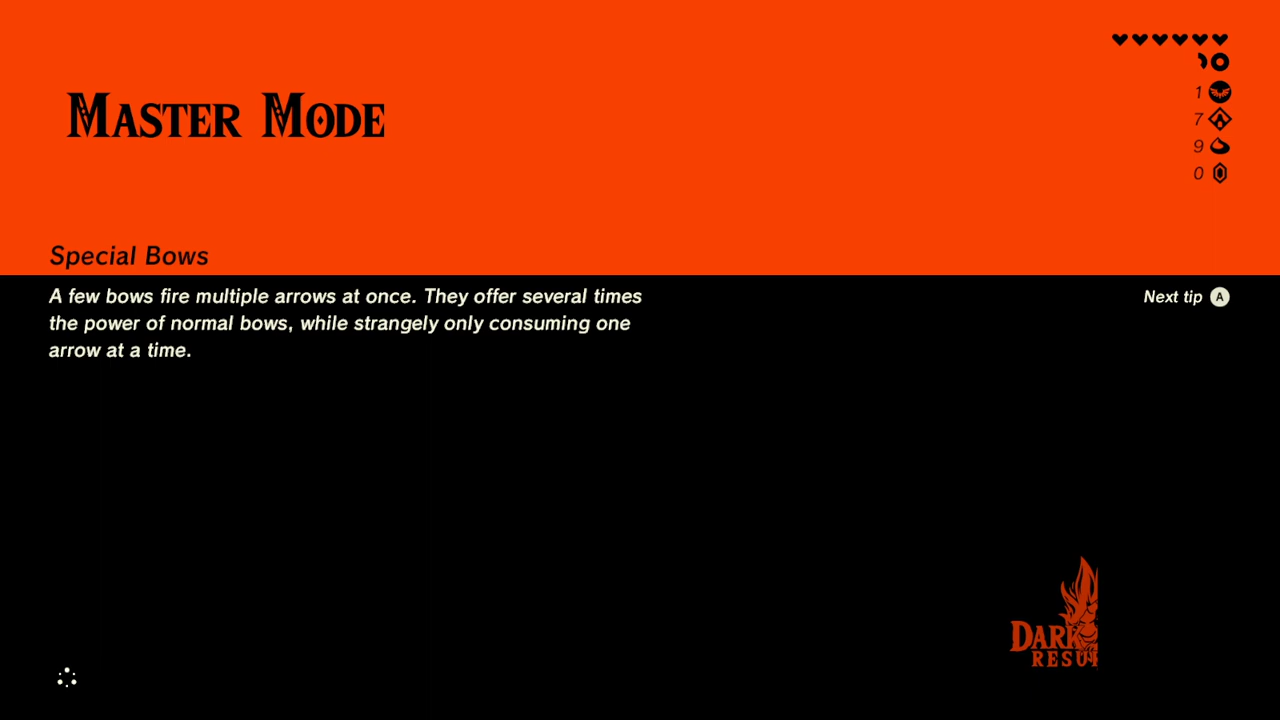 Master Mode
1
7
9
0
Special Bows
A few bows fire multiple arrows at once. They offer several times
the power of normal bows, while strangely only consuming one
arrow at a time.
Next tip A
Dark